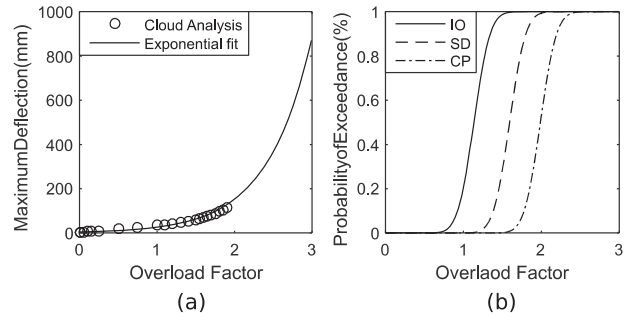 MaximumDeflection(mm)
1000
800
600
400
200
0
Cloud Analysis
Exponential fit
0
1
2
3
Overload Factor
(a)
ProbabilityofExceedance(%)
1
0.8
0.6
0.4
0.2
0
IO
SD
CP
0
1
2
3
Overlaod Factor
(b)